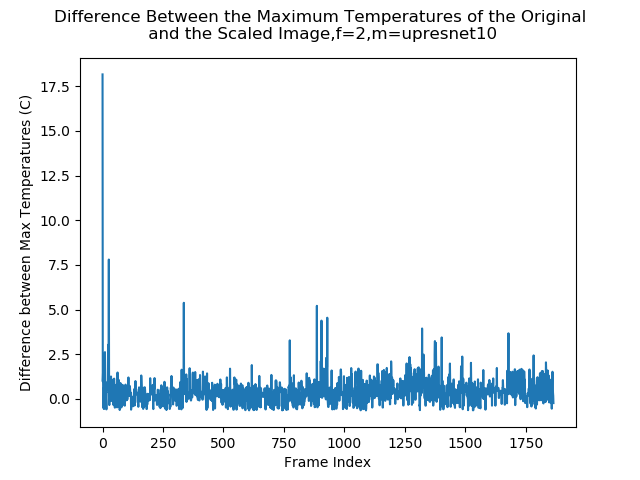 Difference Between the Maximum Temperatures of the Original
and the Scaled Image,f=2,m=upresnet10
Difference between Max Temperatures (C)
17.5
15.0
12.5
10.0
7.5
5.0
2.5
0.0
0 250 500 750 1000 1250 1500 1750
Frame Index